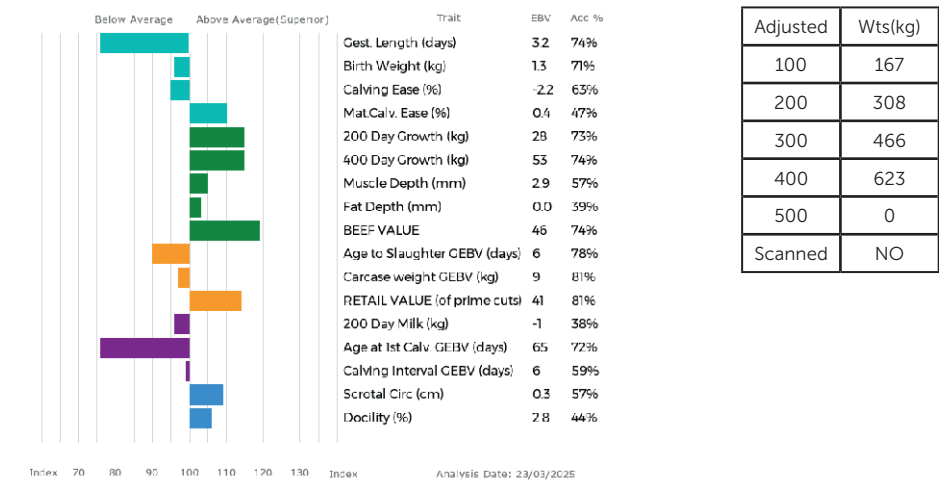 Below Average Above Average(Superior) Trait EBV Acc %
Gest. Length (days) 3.2 74%
Birth Weight (kg) 1.3 71%
Calving Ease (%) -2.2 63%
Mat.Calv. Ease (%) 0.4 47%
200 Day Growth (kg) 28 73%
400 Day Growth (kg) 53 74%
Muscle Depth (mm) 2.9 57%
Fat Depth (mm) 0.0 39%
BEEF VALUE 46 74%
Age to Slaughter GEBV (days) 6 78%
Carcase weight GEBV (kg) 9 81%
RETAIL VALUE (of prime cuts) 41 81%
200 Day Milk (kg) -1 38%
Age at 1st Calv. GEBV (days) 65 72%
Calving Interval GEBV (days) 6 59%
Scrotal Circ (cm) 0.3 57%
Docility (%) 2.8 44%
Index 70 80 90 100 110 120 130 Index Analysis Date: 23/03/2025
Adjusted Wts(kg)
100 167
200 308
300 466
400 623
500 0
Scanned NO